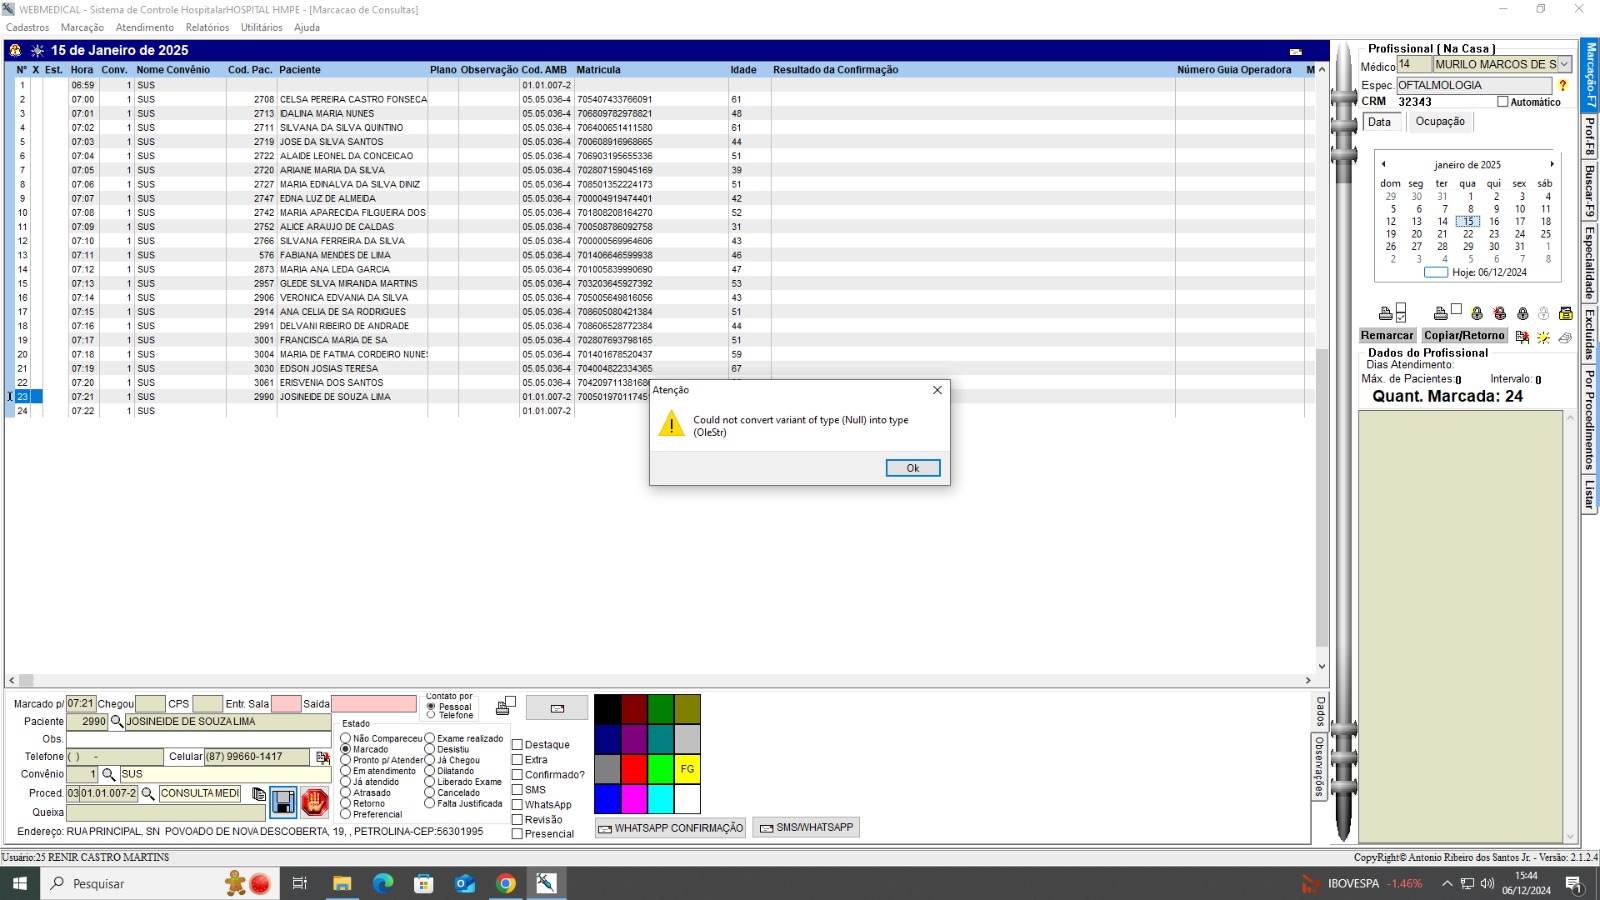 WEBMEDICAL - Sistema de Controle HospitalarHOSPITAL HMPE - [Marcacao de Consultas]
Cadastros Marcação Atendimento Relatórios Utilitários Ajuda
15 de Janeiro de 2025
Nº X Est. Hora Conv. Nome Convênio Cod. Pac. Paciente Plano Observação Cod. AMB Matricula Idade Resultado da Confirmação Número Guia Operadora M
1 06:59 1 SUS 01.01.007-2
2 07:00 1 SUS 2708 CELSA PEREIRA CASTRO FONSECA 05.05.036-4 705407433766091 61
3 07:01 1 SUS 2713 IDALINA MARIA NUNES 05.05.036-4 706809782978821 48
4 07:02 1 SUS 2711 SILVANA DA SILVA QUINTINO 05.05.036-4 706400651411580 61
5 07:03 1 SUS 2719 JOSE DA SILVA SANTOS 05.05.036-4 700608916968665 44
6 07:04 1 SUS 2722 ALAIDE LEONEL DA CONCEICAO 05.05.036-4 706903195655336 51
7 07:05 1 SUS 2720 ARIANE MARIA DA SILVA 05.05.036-4 702807159045169 39
8 07:06 1 SUS 2727 MARIA EDINALVA DA SILVA DINIZ 05.05.036-4 708501352224173 51
9 07:07 1 SUS 2747 EDNA LUZ DE ALMEIDA 05.05.036-4 700004919474401 42
10 07:08 1 SUS 2742 MARIA APARECIDA FILGUEIRA DOS 05.05.036-4 701808208164270 52
11 07:09 1 SUS 2752 ALICE ARAUJO DE CALDAS 05.05.036-4 700508786092758 31
12 07:10 1 SUS 2766 SILVANA FERREIRA DA SILVA 05.05.036-4 700000569964606 43
13 07:11 1 SUS 576 FABIANA MENDES DE LIMA 05.05.036-4 701406646599938 46
14 07:12 1 SUS 2873 MARIA ANA LEDA GARCIA 05.05.036-4 701005839990690 47
15 07:13 1 SUS 2957 GLEDE SILVA MIRANDA MARTINS 05.05.036-4 703203645927392 53
16 07:14 1 SUS 2906 VERONICA EDVANIA DA SILVA 05.05.036-4 705005649816056 43
17 07:15 1 SUS 2914 ANA CELIA DE SA RODRIGUES 05.05.036-4 708605080421384 51
18 07:16 1 SUS 2991 DELVANI RIBEIRO DE ANDRADE 05.05.036-4 708606528772384 44
19 07:17 1 SUS 3001 FRANCISCA MARIA DE SA 05.05.036-4 702807693798165 51
20 07:18 1 SUS 3004 MARIA DE FATIMA CORDEIRO NUNES 05.05.036-4 701401678520437 59
21 07:19 1 SUS 3030 EDSON JOSIAS TERESA 05.05.036-4 704004822334365 67
22 07:20 1 SUS 3061 ERISVENIA DOS SANTOS 05.05.036-4
23 07:21 1 SUS 2990 JOSINEIDE DE SOUZA LIMA 01.01.007-2
24 07:22 1 SUS 01.01.007-2
Atenção
Could not convert variant of type (Null) into type
(OleStr)
Ok
Profissional ( Na Casa )
Médico 14 MURILO MARCOS DE S
Espec. OFTALMOLOGIA ?
CRM 32343 Automático
Data Ocupação
janeiro de 2025
dom seg ter qua qui sex sáb
29 30 31 1 2 3 4
5 6 7 8 9 10 11
12 13 14 15 16 17 18
19 20 21 22 23 24 25
26 27 28 29 30 31 1
2 3 4 5 6 7 8
Hoje: 06/12/2024
Remarcar Copiar/Retorno
Dados do Profissional
Dias Atendimento:
Máx. de Pacientes:0 Intervalo: 0
Quant. Marcada: 24
Marcação-F7
Prof-F8
Buscar-F9
Especialidade
Excluidas
Por Procedimentos
Listar
Marcado p/ 07:21 Chegou CPS Entr. Sala Saida
Paciente 2990 JOSINEIDE DE SOUZA LIMA
Obs.
Telefone ( ) - Celular (87) 99660-1417
Convênio 1 SUS
Proced. 03 01.01.007-2 CONSULTA MEDI
Queixa
Endereço: RUA PRINCIPAL, SN POVOADO DE NOVA DESCOBERTA, 19, , PETROLINA-CEP:56301995
Contato por
Pessoal
Telefone
Estado
Não Compareceu Exame realizado
Marcado Desistiu
Pronto p/ Atender Já Chegou
Em atendimento Dilatando
Já atendido Liberado Exame
Atrasado Cancelado
Retorno Falta Justificada
Preferencial
Destaque
Extra
Confirmado?
SMS
WhatsApp
Revisão
Presencial
FG
WHATSAPP CONFIRMAÇÃO SMS/WHATSAPP
Dados
Observações
Usuário:25 RENIR CASTRO MARTINS
CopyRight© Antonio Ribeiro dos Santos Jr. - Versão: 2.1.2.4
Pesquisar
IBOVESPA -1.46%
15:44
06/12/2024
1